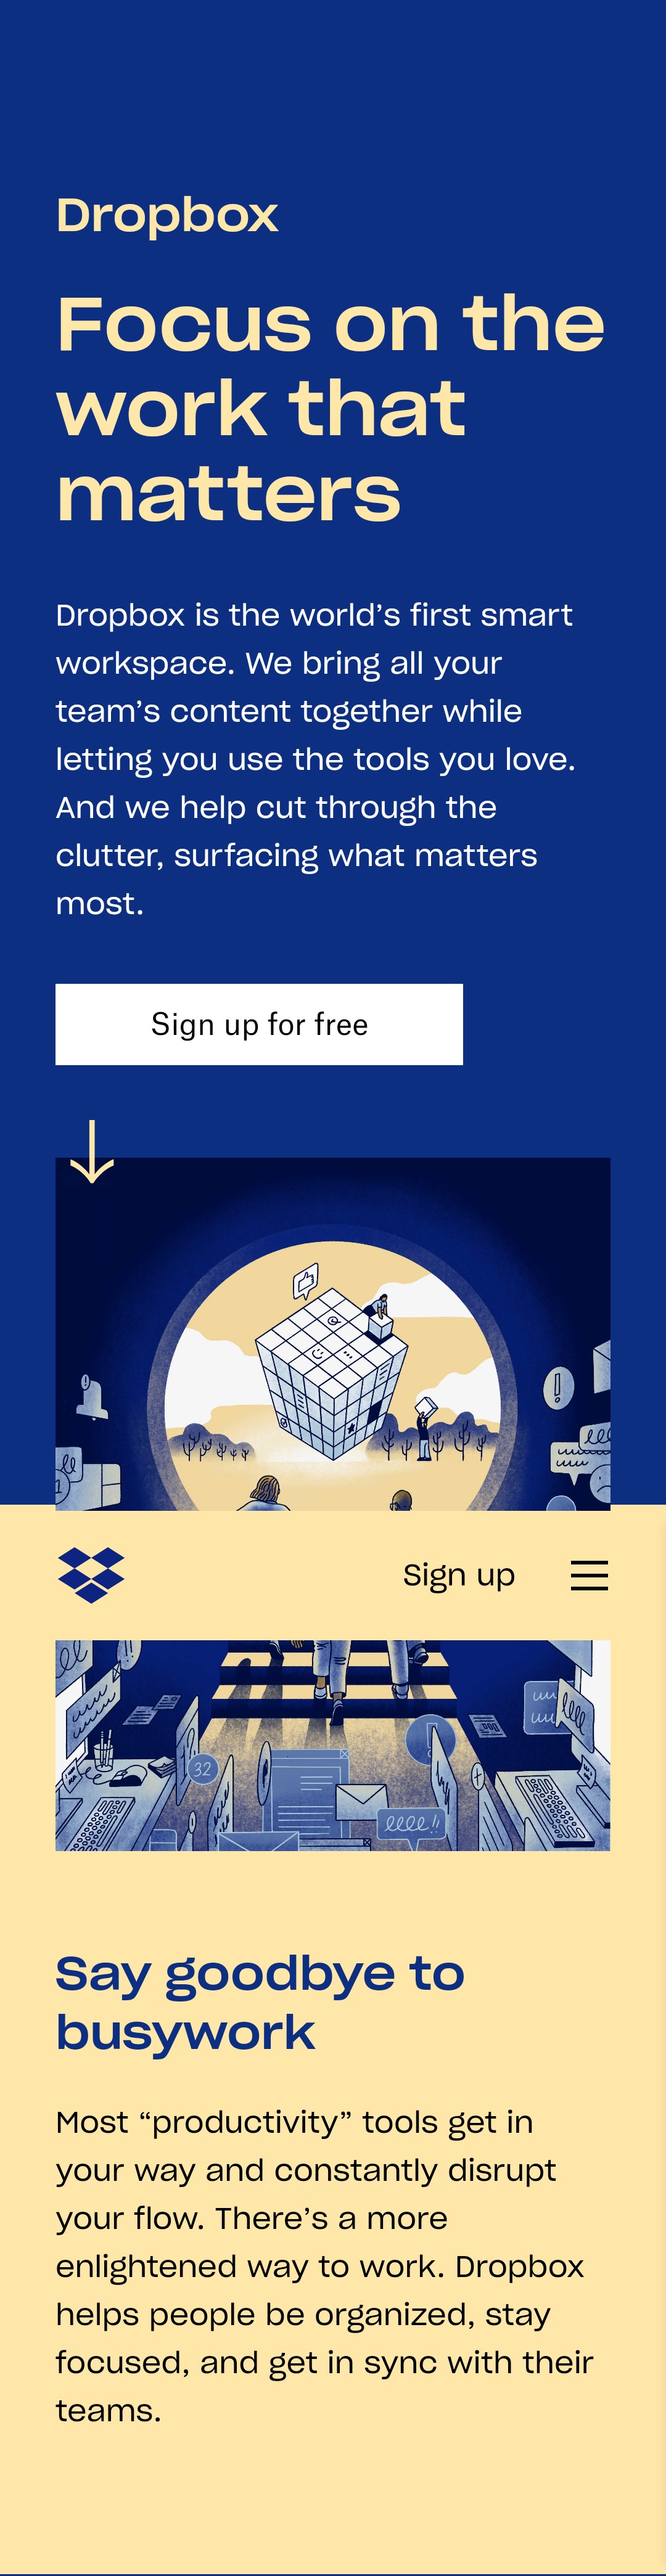 Dropbox
Focus on the
work that
matters
Dropbox is the world’s first smart
workspace. We bring all your
team’s content together while
letting you use the tools you love.
And we help cut through the
clutter, surfacing what matters
most.
Sign up for free
Sign up
32
Say goodbye to
busywork
Most “productivity” tools get in
your way and constantly disrupt
your flow. There’s a more
enlightened way to work. Dropbox
helps people be organized, stay
focused, and get in sync with their
teams.